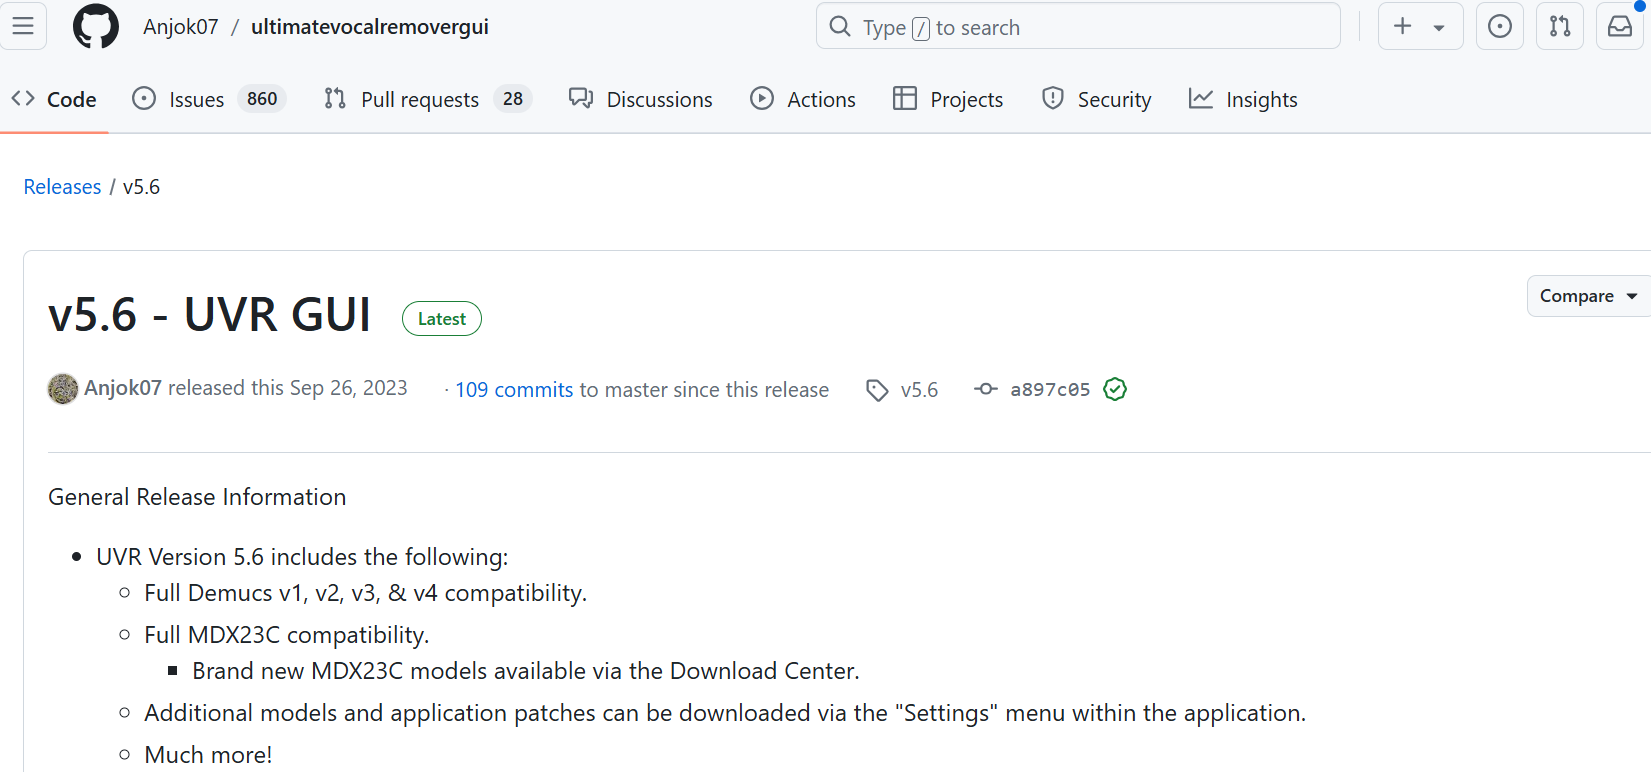 Anjok07 / ultimatevocalremovergui
Type / to search
Code
Issues 860
Pull requests 28
Discussions
Actions
Projects
Security
Insights
Releases / v5.6
v5.6 - UVR GUI
Latest
Compare
Anjok07 released this Sep 26, 2023 · 109 commits to master since this release v5.6 a897c05
General Release Information
• UVR Version 5.6 includes the following:
○ Full Demucs v1, v2, v3, & v4 compatibility.
○ Full MDX23C compatibility.
▪ Brand new MDX23C models available via the Download Center.
○ Additional models and application patches can be downloaded via the "Settings" menu within the application.
○ Much more!